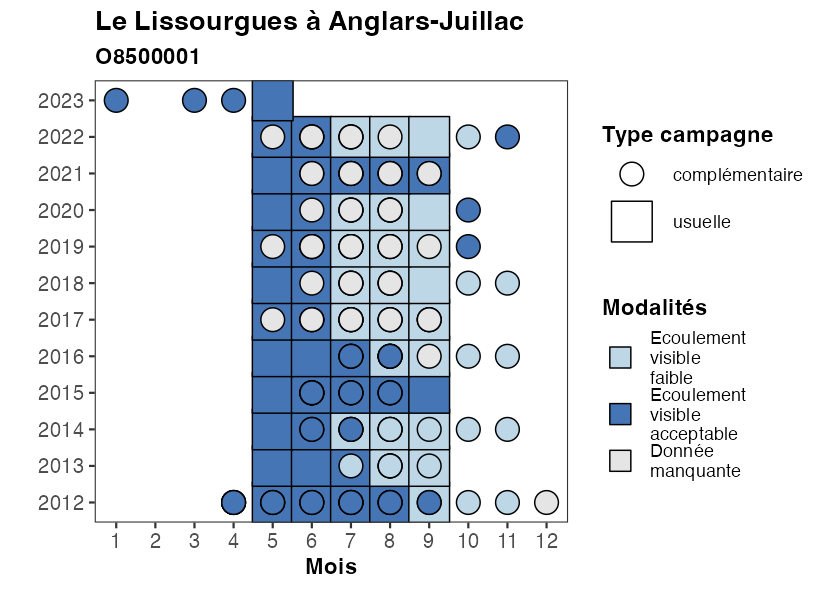 Le Lissourgues à Anglars-Juillac
O8500001
2023
2022
2021
2020
2019
2018
2017
2016
2015
2014
2013
2012
1 2 3 4 5 6 7 8 9 10 11 12
Mois
Type campagne
complémentaire
usuelle
Modalités
Ecoulement
visible
faible
Ecoulement
visible
acceptable
Donnée
manquante